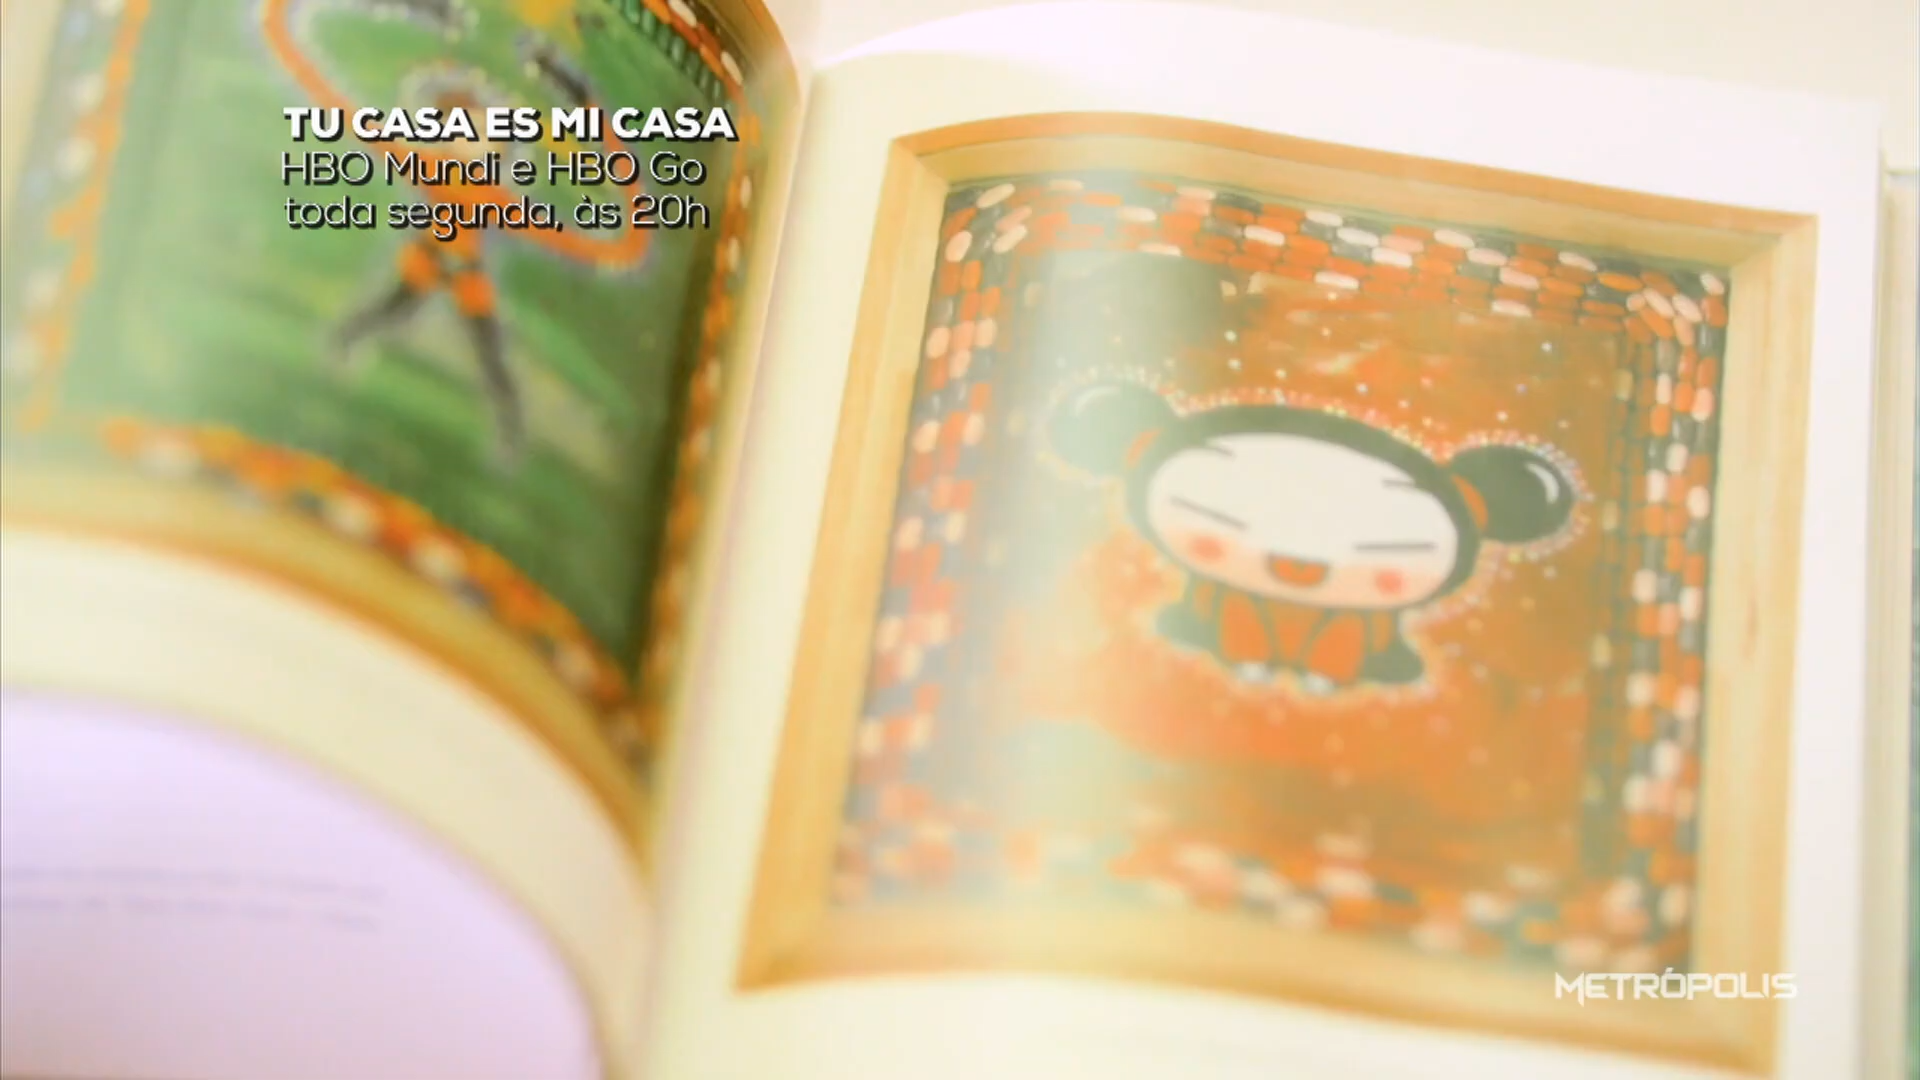 TU CASA ES MI CASA
HBO Mundi e HBO Go
toda segunda, às 20h
METRÓPOLIS